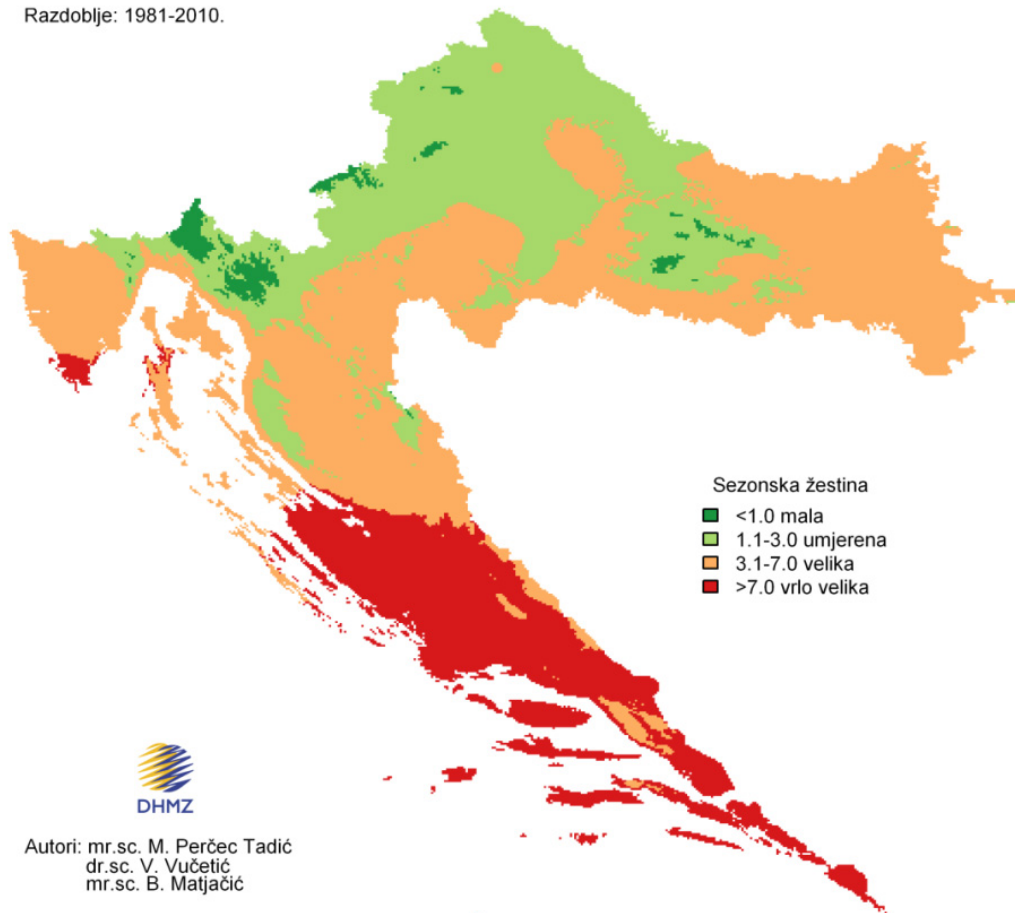 Razdoblje: 1981-2010.
Sezonska žestina
<1.0 mala
1.1-3.0 umjerena
3.1-7.0 velika
>7.0 vrlo velika
DHMZ
Autori: mr.sc. M. Perčec Tadić
dr.sc. V. Vučetić
mr.sc. B. Matjačić